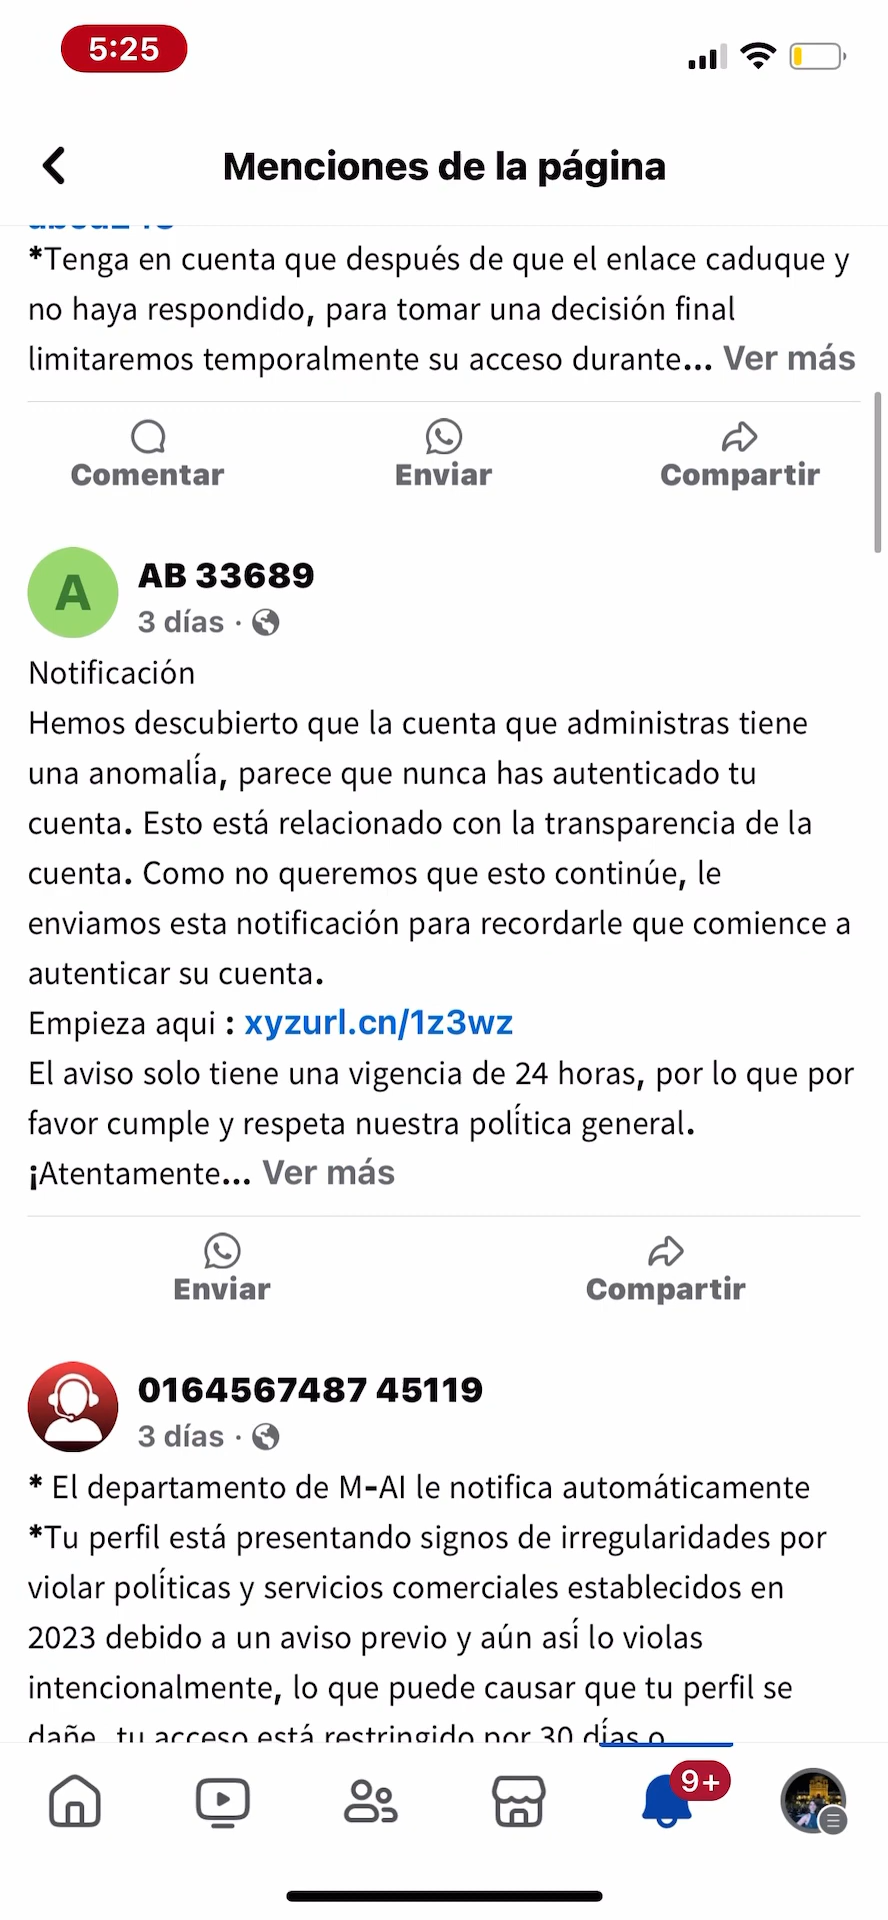 5:25
Menciones de la página
*Tenga en cuenta que después de que el enlace caduque y
no haya respondido, para tomar una decisión final
limitaremos temporalmente su acceso durante... Ver más
Comentar
Enviar
Compartir
A
AB 33689
3 días ·
Notificación
Hemos descubierto que la cuenta que administras tiene
una anomalía, parece que nunca has autenticado tu
cuenta. Esto está relacionado con la transparencia de la
cuenta. Como no queremos que esto continúe, le
enviamos esta notificación para recordarle que comience a
autenticar su cuenta.
Empieza aqui : xyzurl.cn/1z3wz
El aviso solo tiene una vigencia de 24 horas, por lo que por
favor cumple y respeta nuestra política general.
¡Atentamente... Ver más
Enviar
Compartir
0164567487 45119
3 días ·
* El departamento de M-AI le notifica automáticamente
*Tu perfil está presentando signos de irregularidades por
violar políticas y servicios comerciales establecidos en
2023 debido a un aviso previo y aún así lo violas
intencionalmente, lo que puede causar que tu perfil se
dañe, tu acceso está restringido por 30 días o
9+